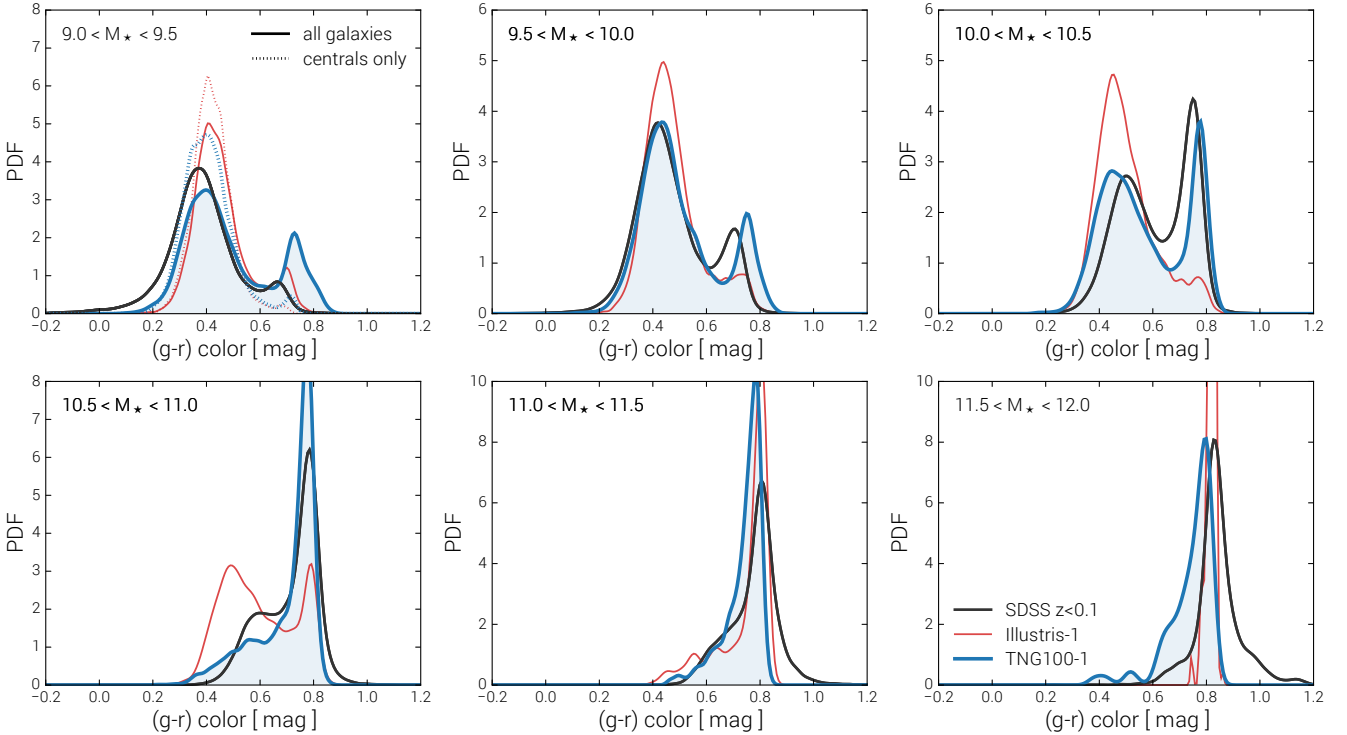 9.0 < M⋆ < 9.5
all galaxies
centrals only
PDF
8
7
6
5
4
3
2
1
0
−0.2 0.0 0.2 0.4 0.6 0.8 1.0 1.2
(g-r) color [ mag ]
9.5 < M⋆ < 10.0
PDF
6
5
4
3
2
1
0
−0.2 0.0 0.2 0.4 0.6 0.8 1.0 1.2
(g-r) color [ mag ]
10.0 < M⋆ < 10.5
PDF
6
5
4
3
2
1
0
−0.2 0.0 0.2 0.4 0.6 0.8 1.0 1.2
(g-r) color [ mag ]
10.5 < M⋆ < 11.0
PDF
8
7
6
5
4
3
2
1
0
−0.2 0.0 0.2 0.4 0.6 0.8 1.0 1.2
(g-r) color [ mag ]
11.0 < M⋆ < 11.5
PDF
10
8
6
4
2
0
−0.2 0.0 0.2 0.4 0.6 0.8 1.0 1.2
(g-r) color [ mag ]
11.5 < M⋆ < 12.0
PDF
10
8
6
4
2
0
SDSS z<0.1
Illustris-1
TNG100-1
−0.2 0.0 0.2 0.4 0.6 0.8 1.0 1.2
(g-r) color [ mag ]